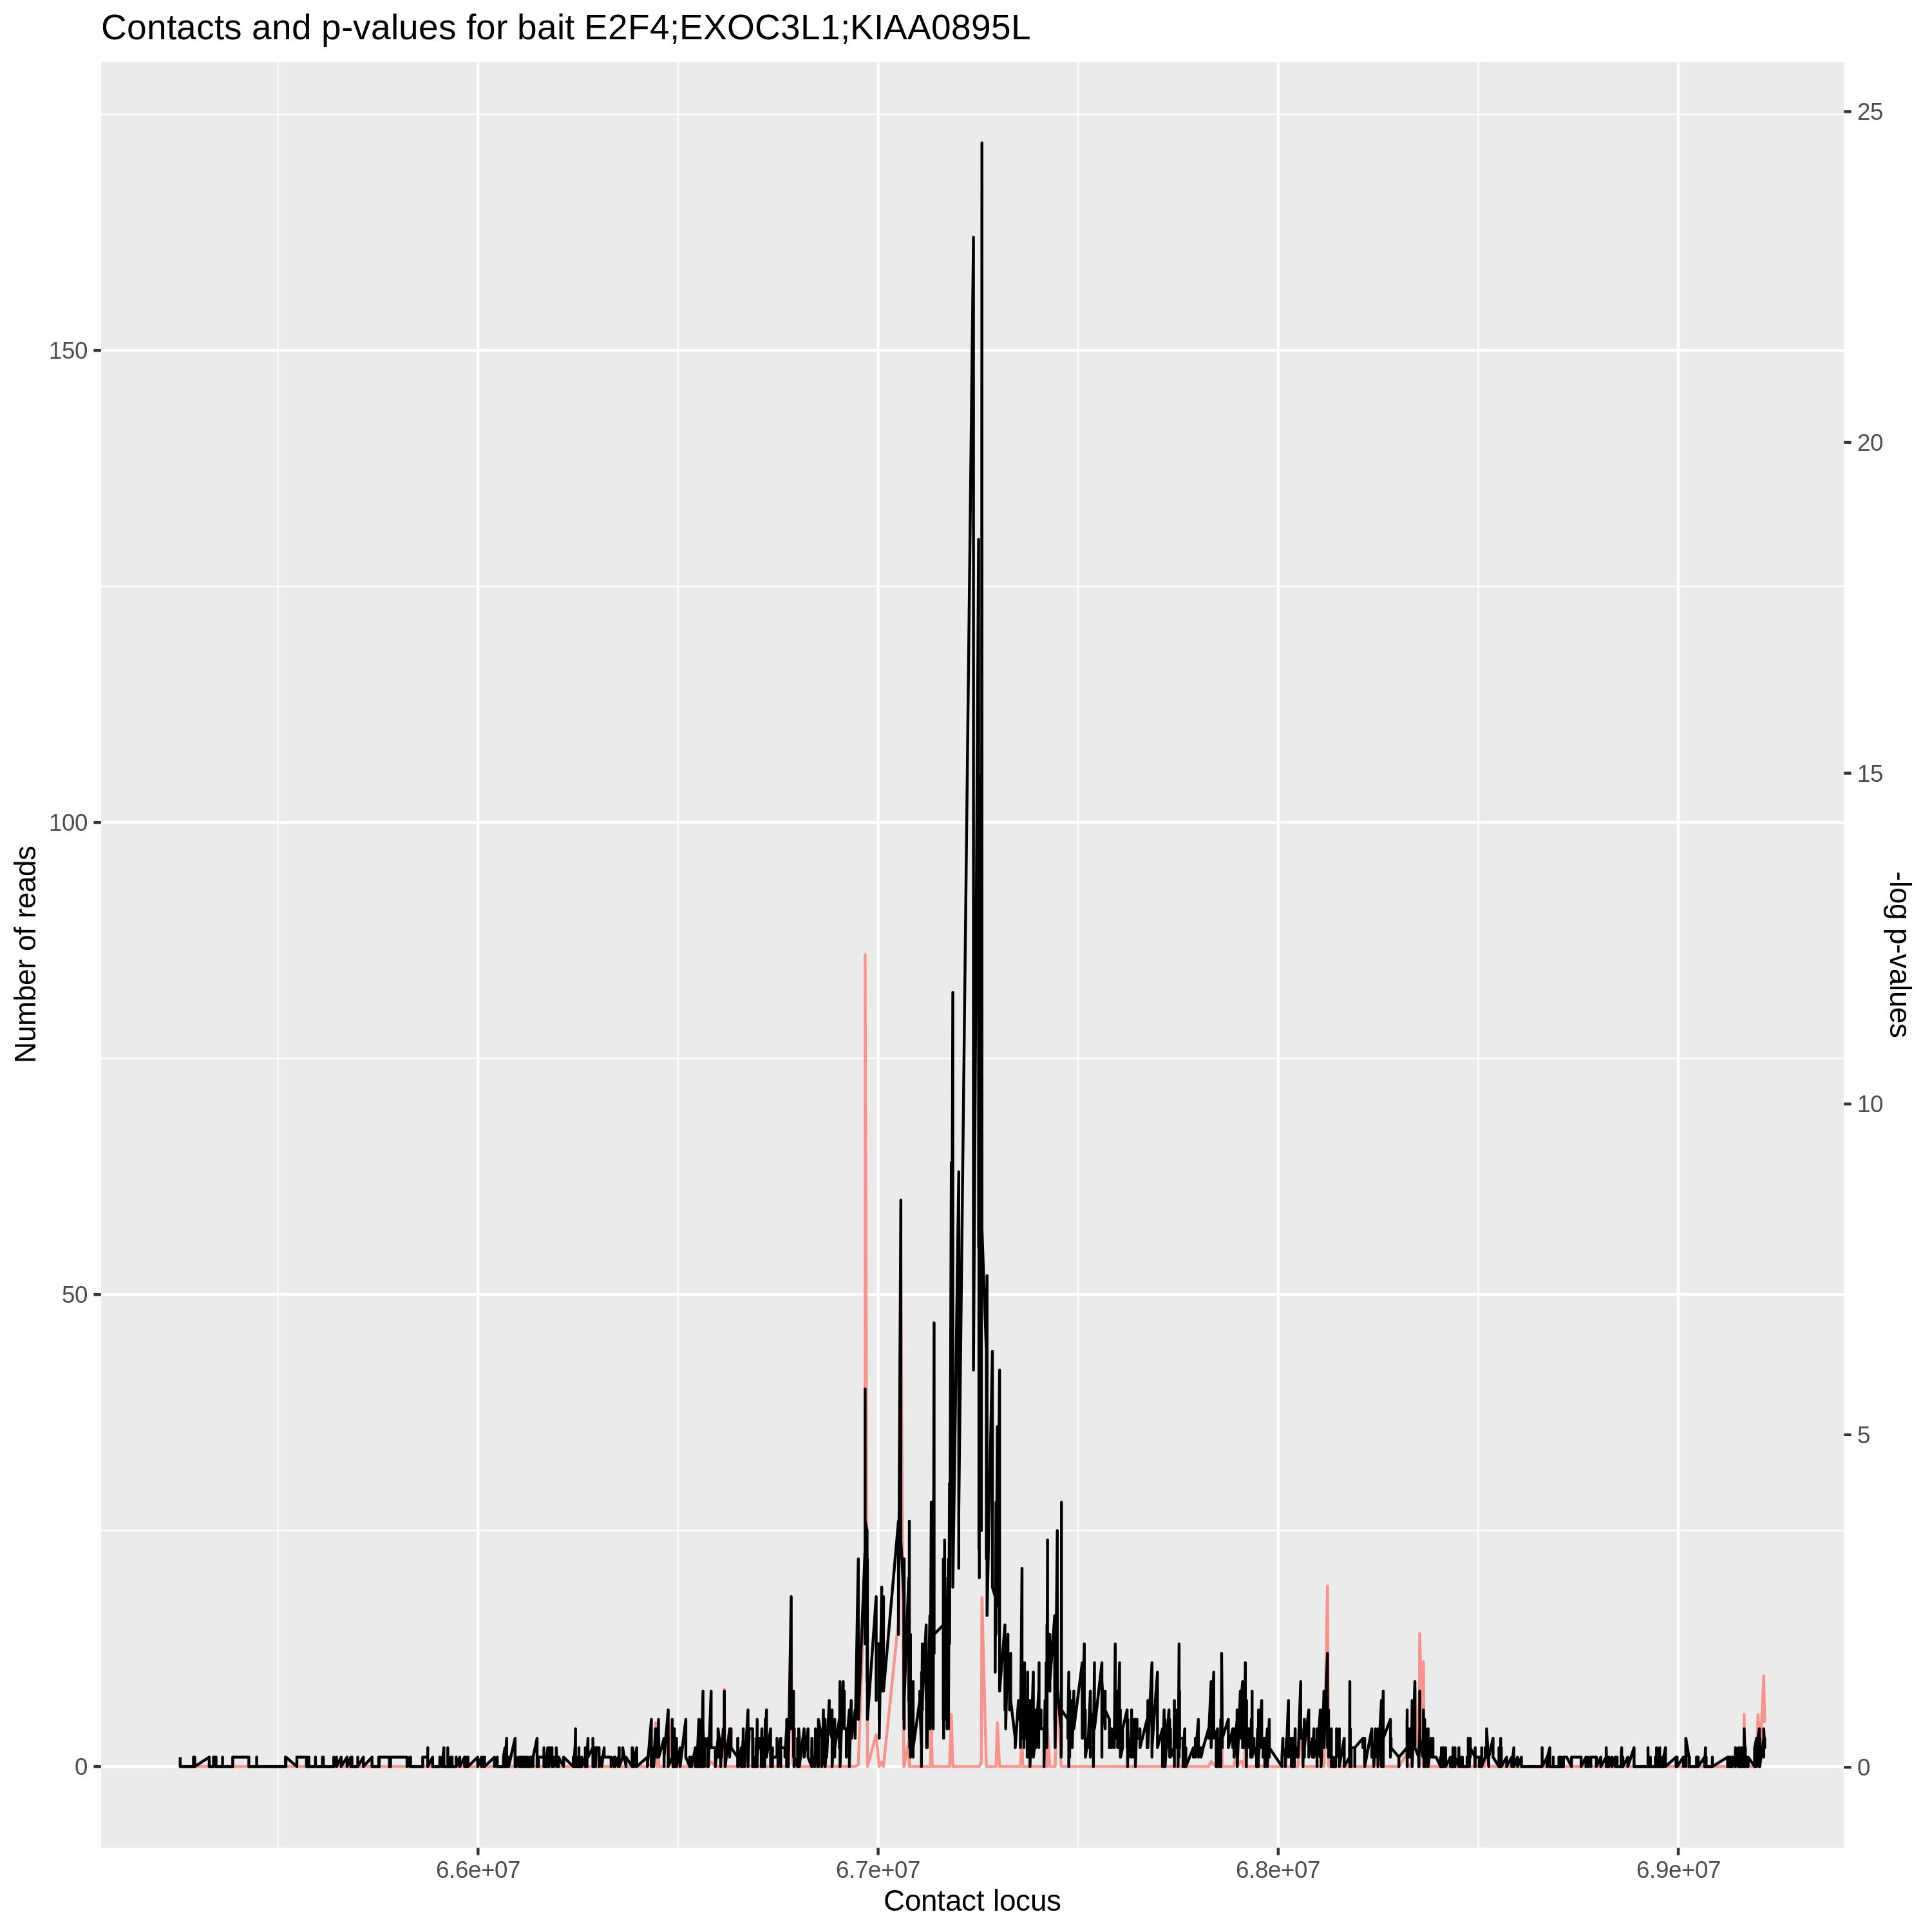 Contacts and p-values for bait E2F4;EXOC3L1;KIAA0895L
25
20
150
15
100
10
50
5
0
0
Number of reads
-log p-values
6.6e+07
6.7e+07
6.8e+07
6.9e+07
Contact locus